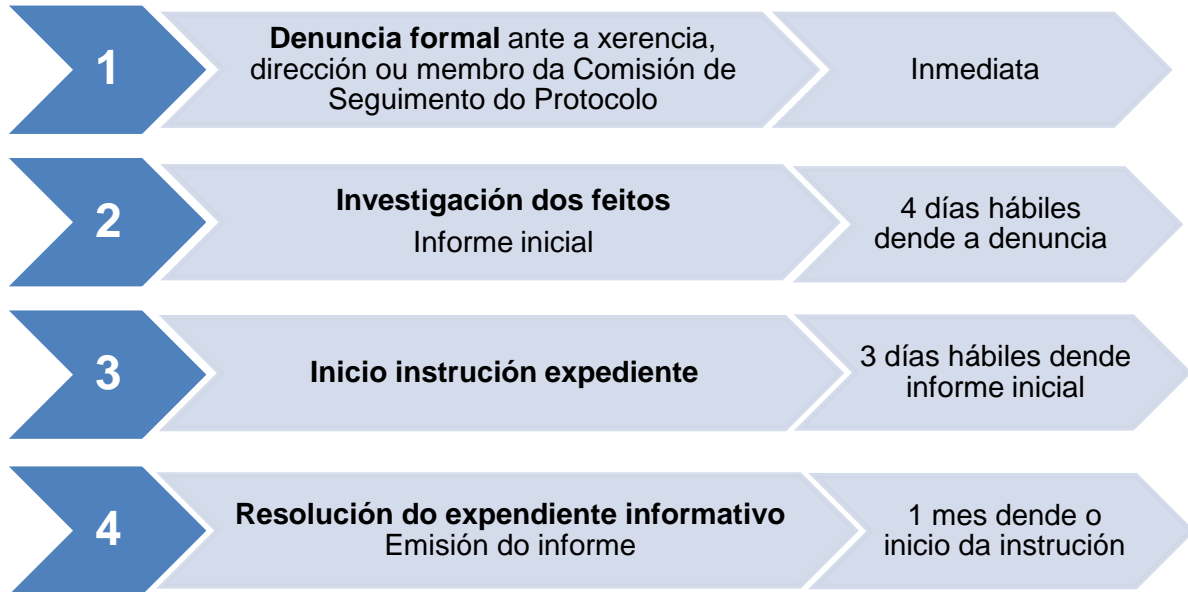 1
Denuncia formal ante a xerencia,
dirección ou membro da Comisión de
Seguimento do Protocolo
Inmediata
2
Investigación dos feitos
Informe inicial
4 días hábiles
dende a denuncia
3
Inicio instrución expediente
3 días hábiles dende
informe inicial
4
Resolución do expendiente informativo
Emisión do informe
1 mes dende o
inicio da instrución